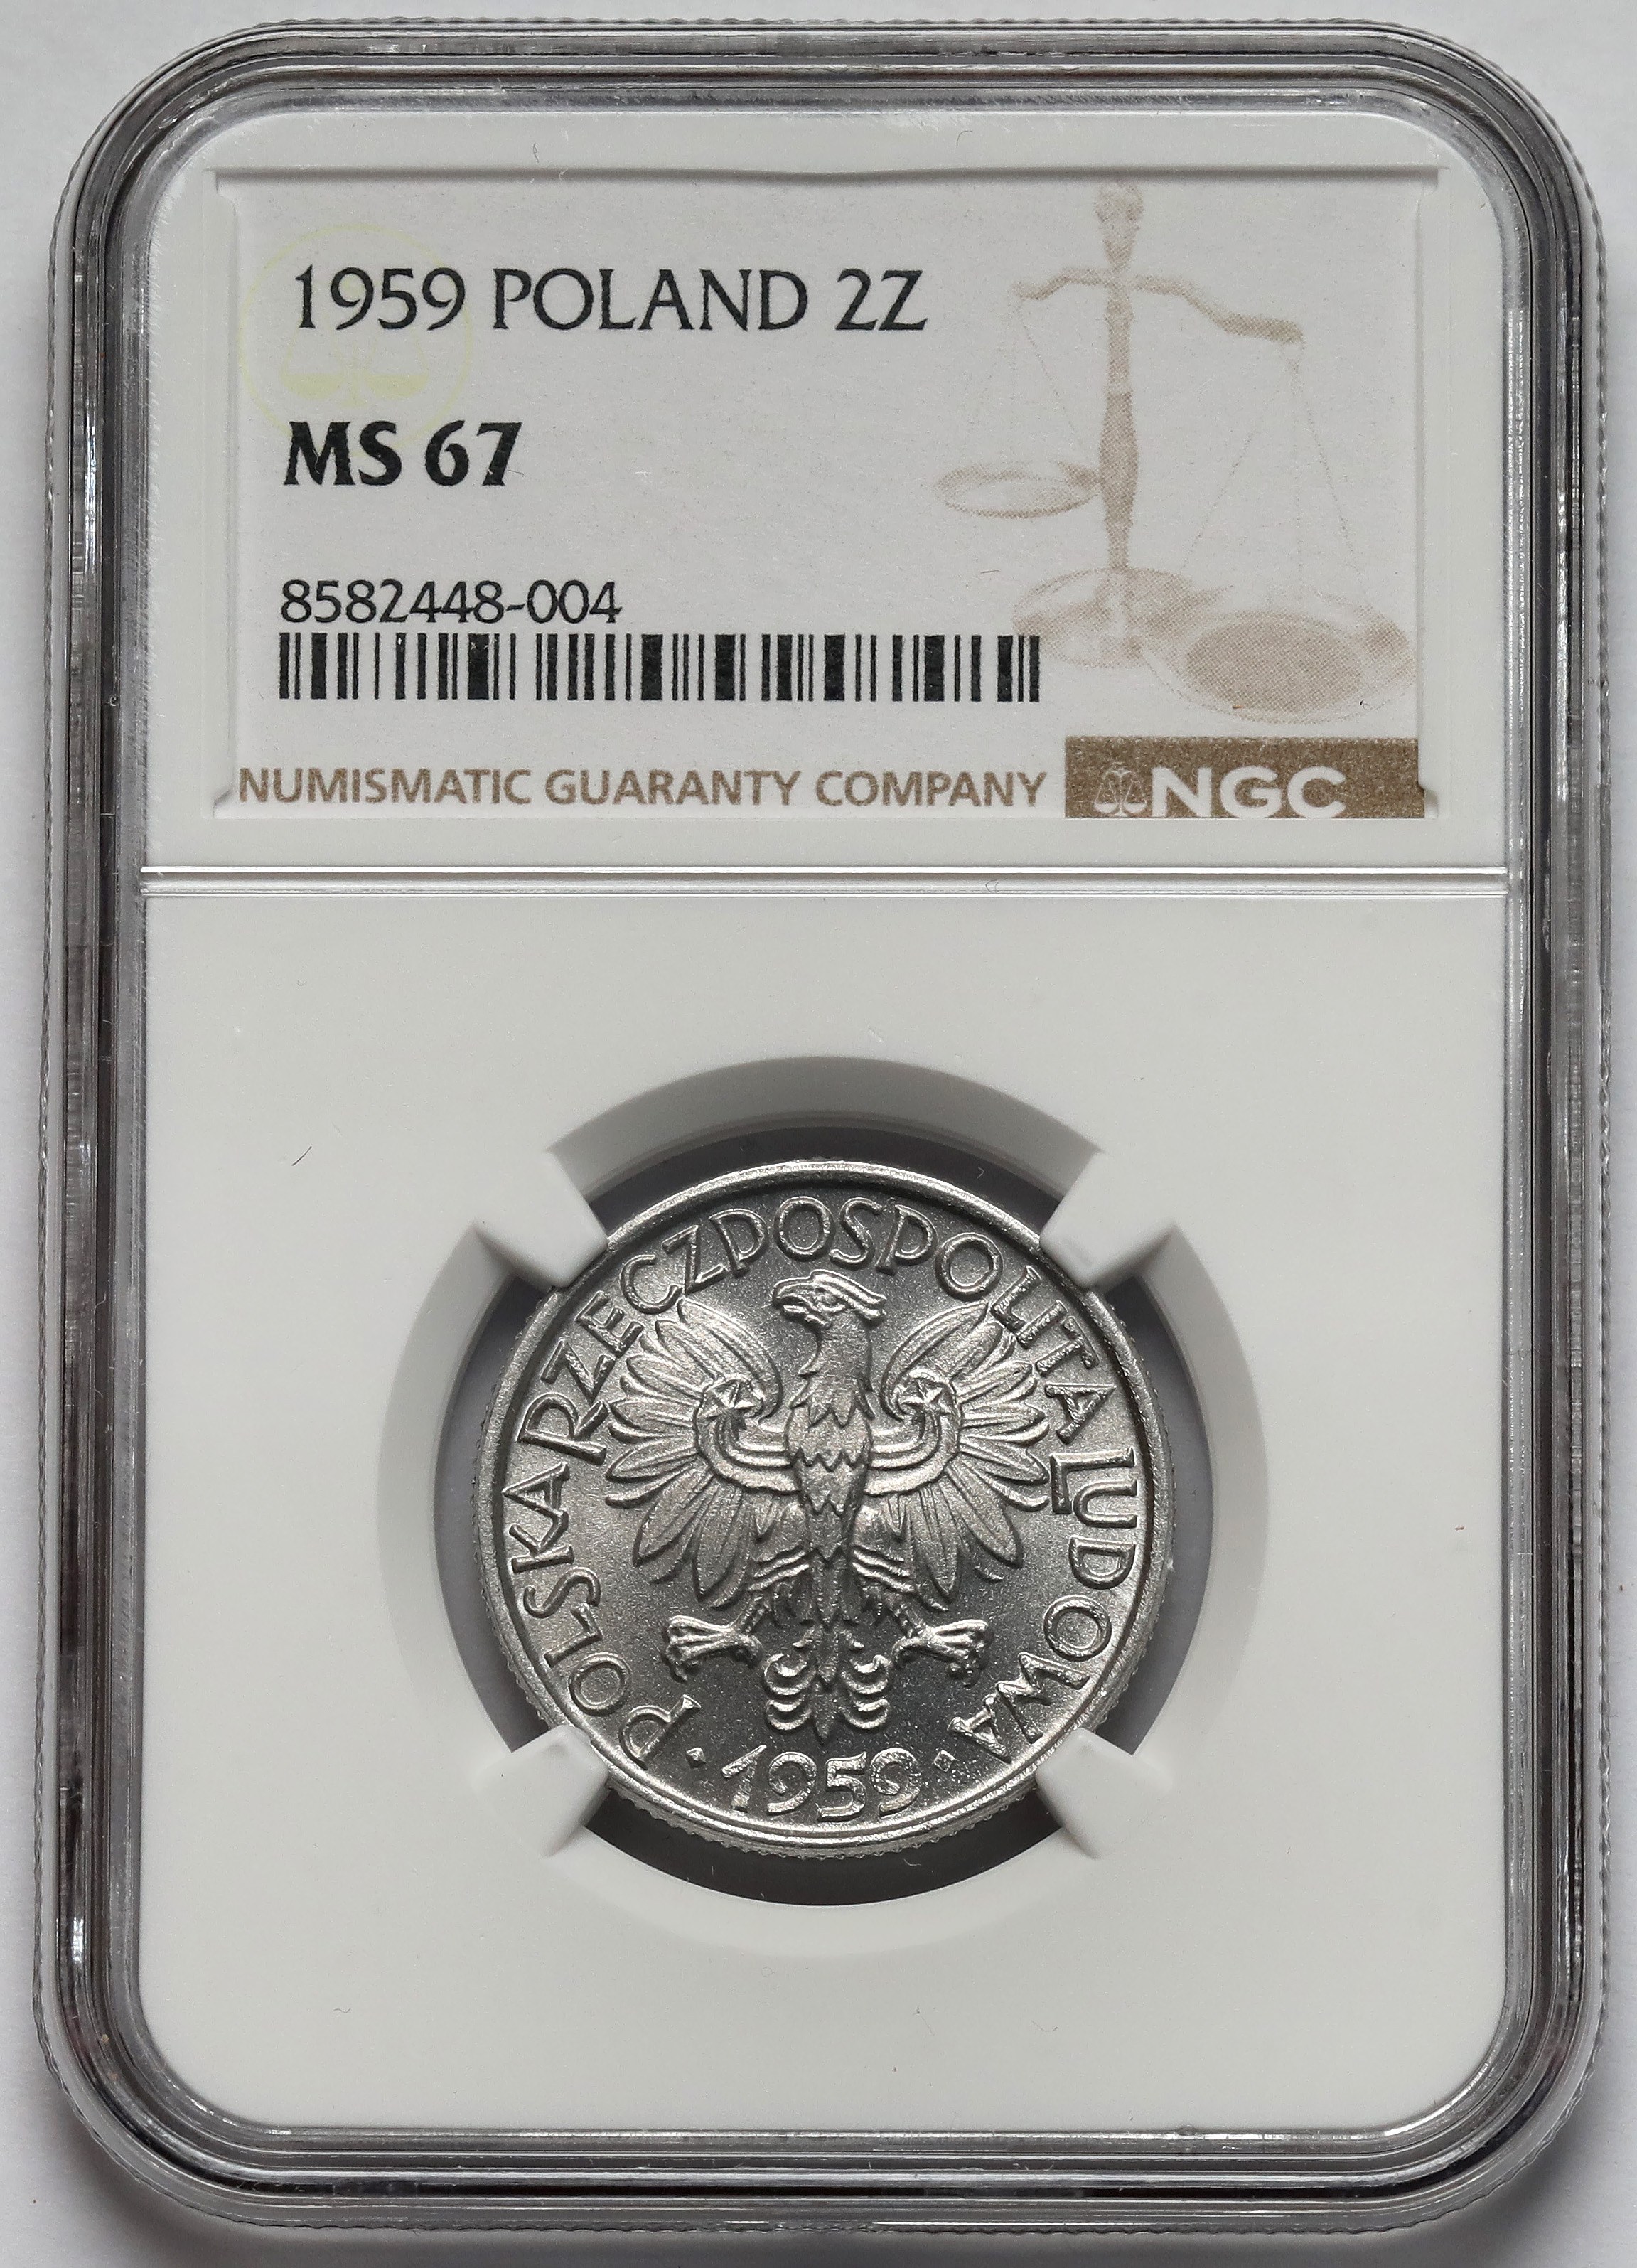 1959 POLAND 2Z
MS 67
8582448-004
NUMISMATIC GUARANTY COMPANY
NGC
POLSKA RZECZPOSPOLITA LUDOWA
· 1959 ·